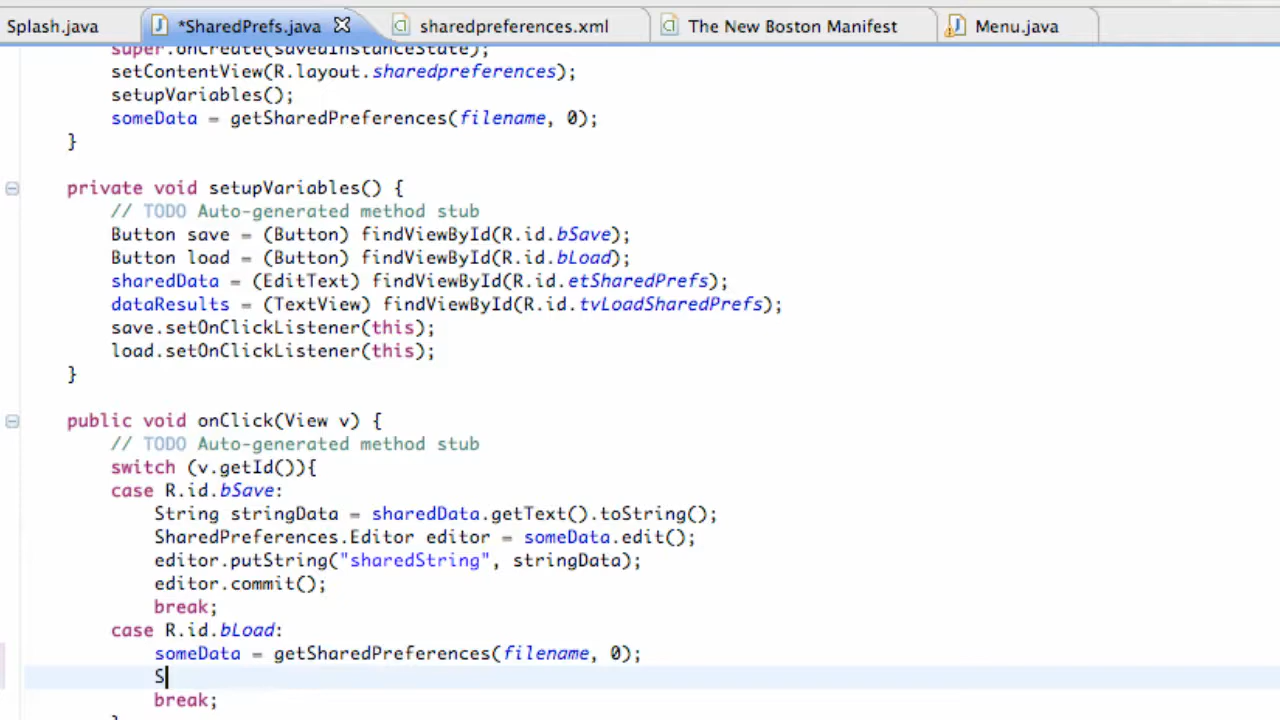 Splash.java
*SharedPrefs.java
sharedpreferences.xml
The New Boston Manifest
Menu.java
super.onCreate(savedInstanceState);
setContentView(R.layout.sharedpreferences);
setupVariables();
someData = getSharedPreferences(filename, 0);
}
private void setupVariables() {
// TODO Auto-generated method stub
Button save = (Button) findViewById(R.id.bSave);
Button load = (Button) findViewById(R.id.bLoad);
sharedData = (EditText) findViewById(R.id.etSharedPrefs);
dataResults = (TextView) findViewById(R.id.tvLoadSharedPrefs);
save.setOnClickListener(this);
load.setOnClickListener(this);
}
public void onClick(View v) {
// TODO Auto-generated method stub
switch (v.getId()){
case R.id.bSave:
String stringData = sharedData.getText().toString();
SharedPreferences.Editor editor = someData.edit();
editor.putString("sharedString", stringData);
editor.commit();
break;
case R.id.bLoad:
someData = getSharedPreferences(filename, 0);
S
break;
}